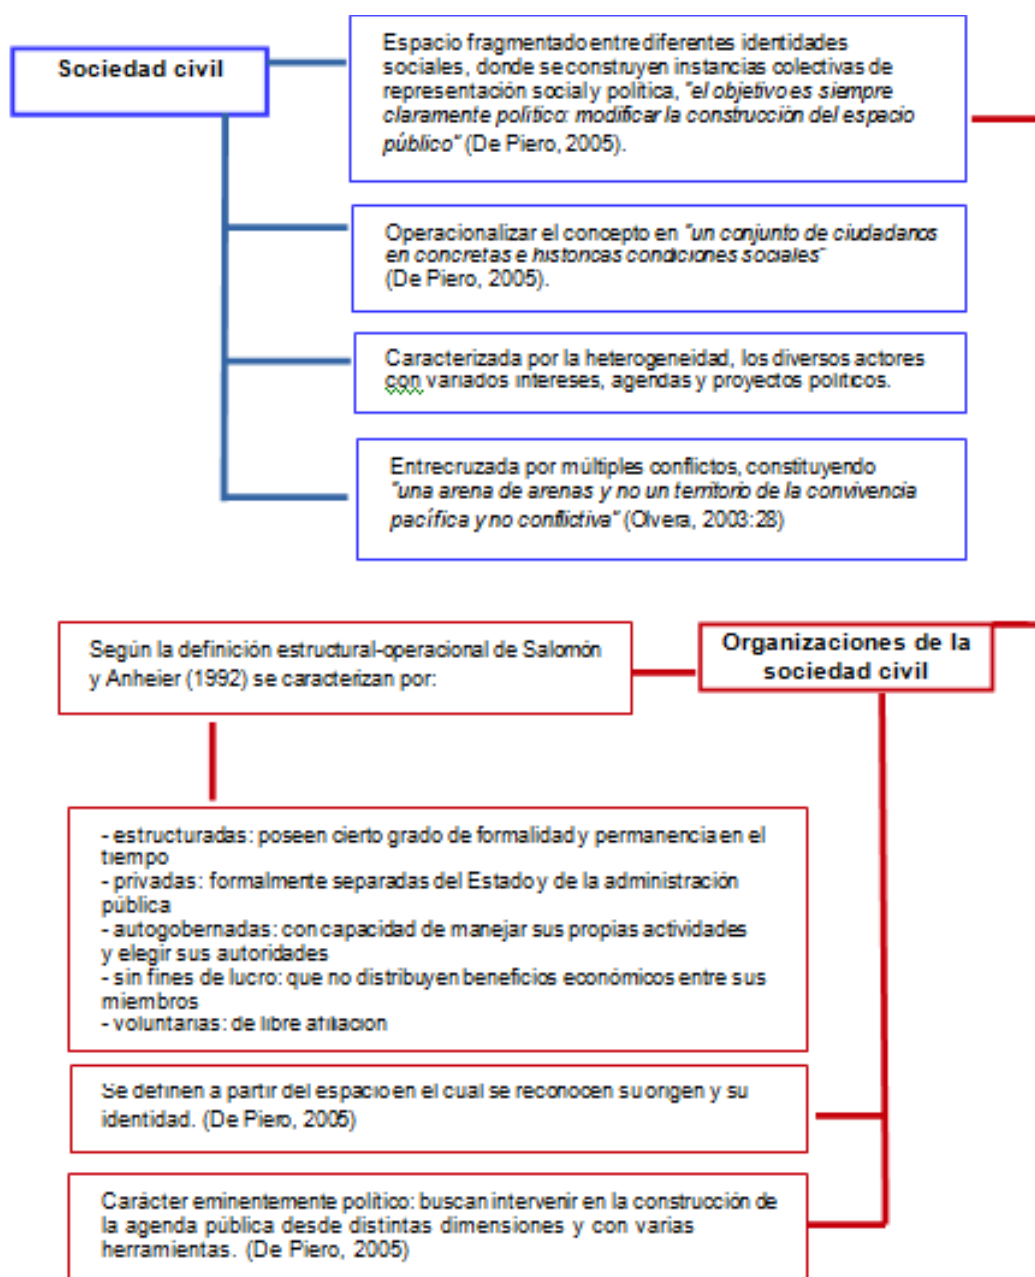 Sociedad civil
Espacio fragmentado entre diferentes identidades
sociales, donde se construyen instancias colectivas de
representación social y política, "el objetivo es siempre
claramente político: modificar la construcción del espacio
público" (De Piero, 2005).
Operacionalizar el concepto en "un conjunto de ciudadanos
en concretas e históricas condiciones sociales"
(De Piero, 2005).
Caracterizada por la heterogeneidad, los diversos actores
con variados intereses, agendas y proyectos políticos.
Entrecruzada por múltiples conflictos, constituyendo
"una arena de arenas y no un territorio de la convivencia
pacífica y no conflictiva" (Olvera, 2003:28)
Según la definición estructural-operacional de Salomón
y Anheier (1992) se caracterizan por:
Organizaciones de la
sociedad civil
- estructuradas: poseen cierto grado de formalidad y permanencia en el
tiempo
- privadas: formalmente separadas del Estado y de la administración
pública
- autogobernadas: con capacidad de manejar sus propias actividades
y elegir sus autoridades
- sin fines de lucro: que no distribuyen beneficios económicos entre sus
miembros
- voluntarias: de libre afiliación
Se definen a partir del espacio en el cual se reconocen su origen y su
identidad. (De Piero, 2005)
Carácter eminentemente político: buscan intervenir en la construcción de
la agenda pública desde distintas dimensiones y con varias
herramientas. (De Piero, 2005)